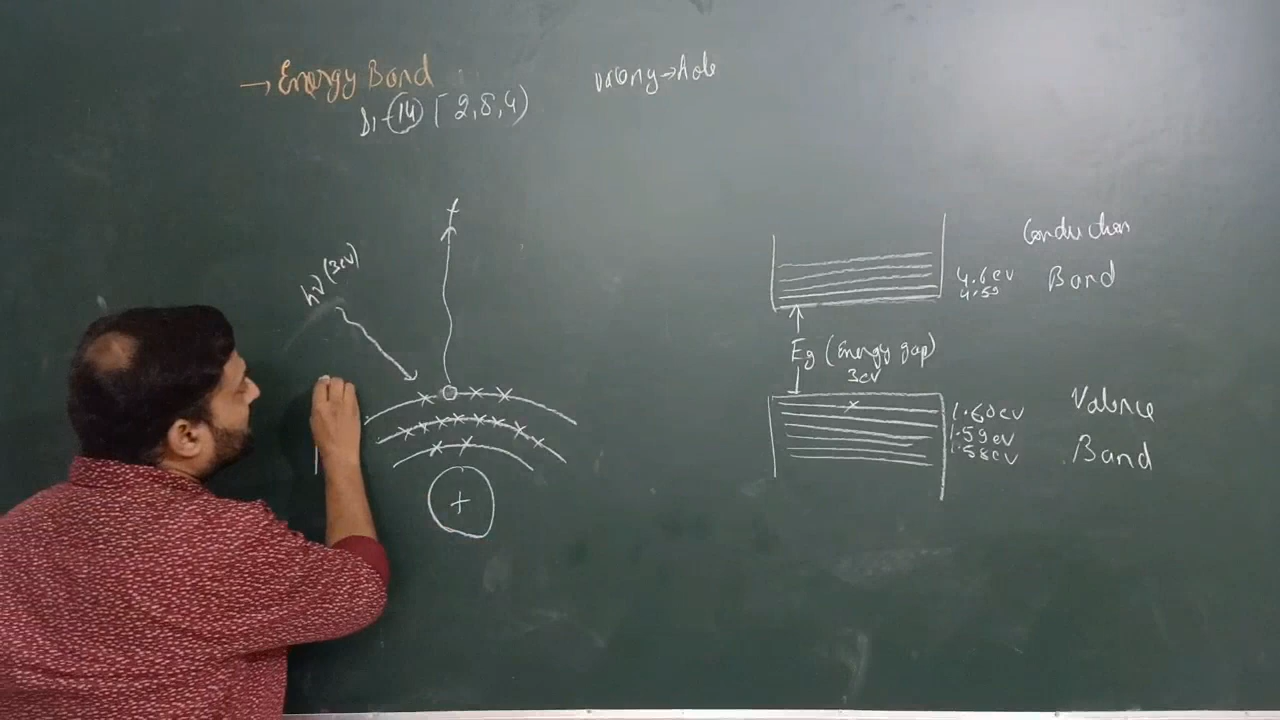 → Energy Band
Si - 14 [2,8,4)
vacany → Hole
hν (3ev)
+
Conduction
Band
4.6 ev
4.59
Eg (Energy gap)
3ev
Valence
Band
1.60ev
1.59ev
1.58ev